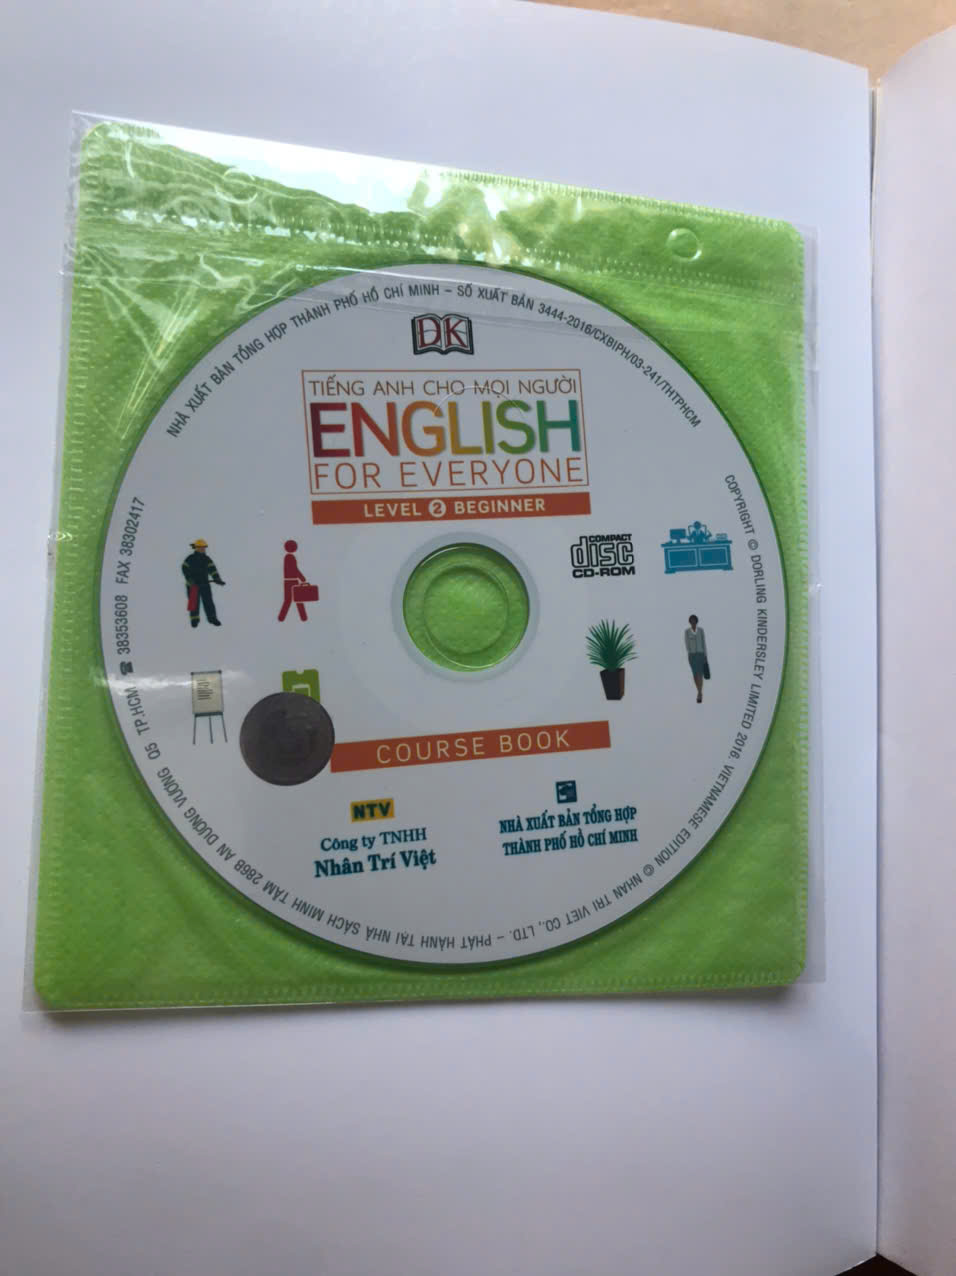 NHÀ XUẤT BẢN TỔNG HỢP THÀNH PHỐ HỒ CHÍ MINH – SỐ XUẤT BẢN 3444-2016/CXBIPH/03-241/THTPHCM
DK
TIẾNG ANH CHO MỌI NGƯỜI
ENGLISH
FOR EVERYONE
LEVEL 2 BEGINNER
COMPACT
disc
CD-ROM
COURSE BOOK
NTV
Công ty TNHH
Nhân Trí Việt
NHÀ XUẤT BẢN TỔNG HỢP
THÀNH PHỐ HỒ CHÍ MINH
COPYRIGHT © DORLING KINDERSLEY LIMITED 2016. VIETNAMESE EDITION © NHAN TRI VIET CO., LTD. – PHÁT HÀNH TẠI NHÀ SÁCH MINH TÂM 286B AN DƯƠNG VƯƠNG Q5 TP.HCM ☎ 38353608 FAX 38302417